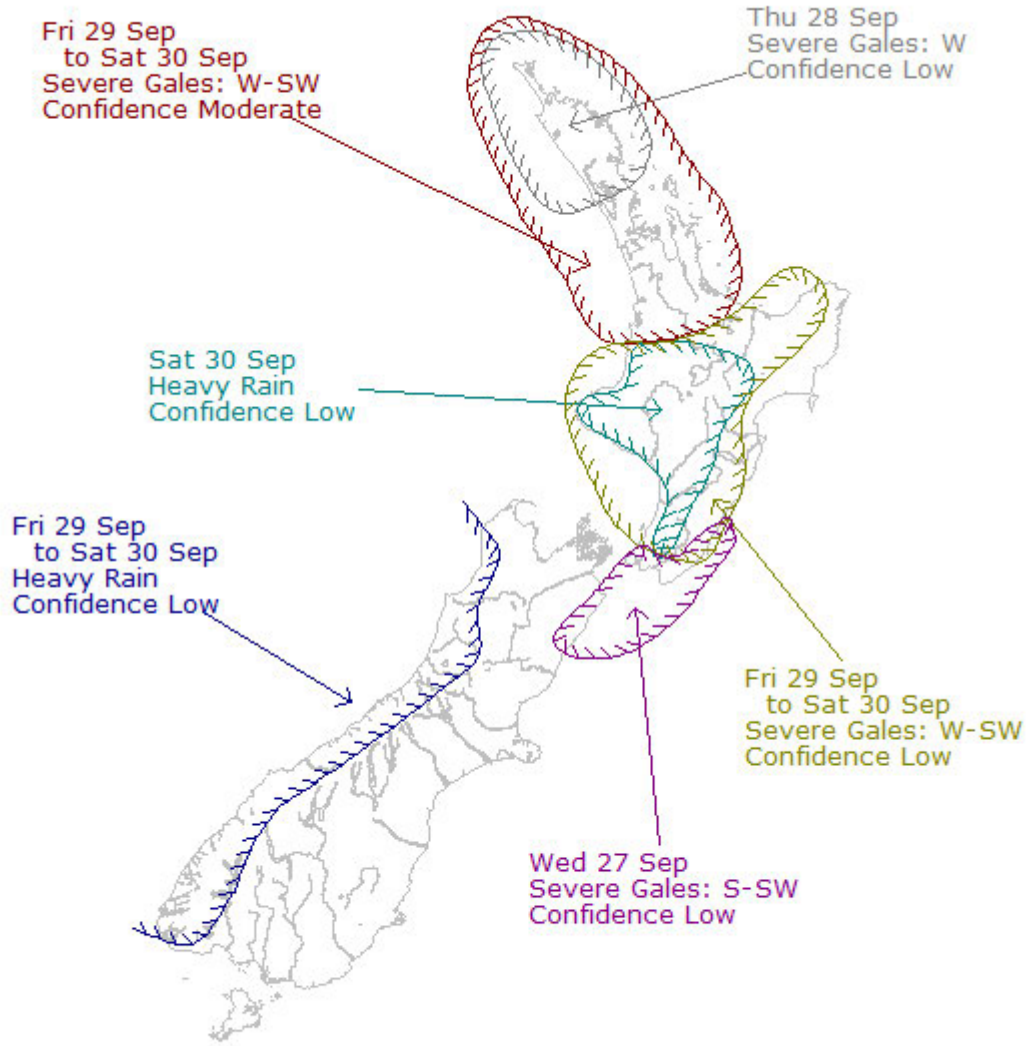 Fri 29 Sep
to Sat 30 Sep
Severe Gales: W-SW
Confidence Moderate
Thu 28 Sep
Severe Gales: W
Confidence Low
Sat 30 Sep
Heavy Rain
Confidence Low
Fri 29 Sep
to Sat 30 Sep
Heavy Rain
Confidence Low
Fri 29 Sep
to Sat 30 Sep
Severe Gales: W-SW
Confidence Low
Wed 27 Sep
Severe Gales: S-SW
Confidence Low